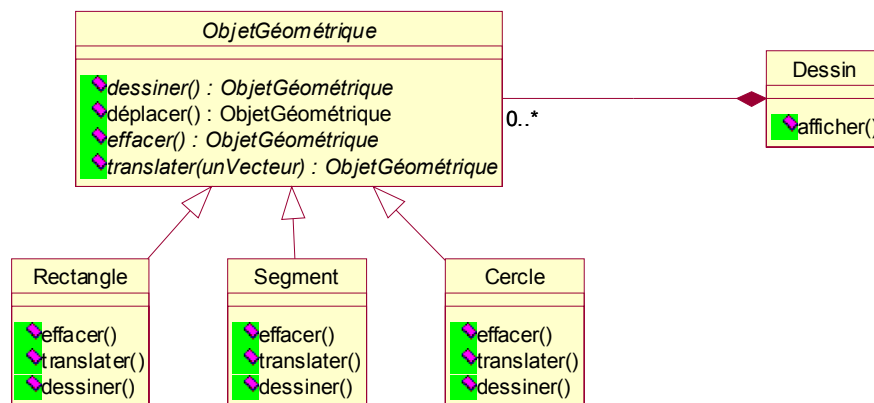 ObjetGéométrique
dessiner() : ObjetGéométrique
déplacer() : ObjetGéométrique
effacer() : ObjetGéométrique
translater(unVecteur) : ObjetGéométrique
0..*
Dessin
afficher()
Rectangle
effacer()
translater()
dessiner()
Segment
effacer()
translater()
dessiner()
Cercle
effacer()
translater()
dessiner()